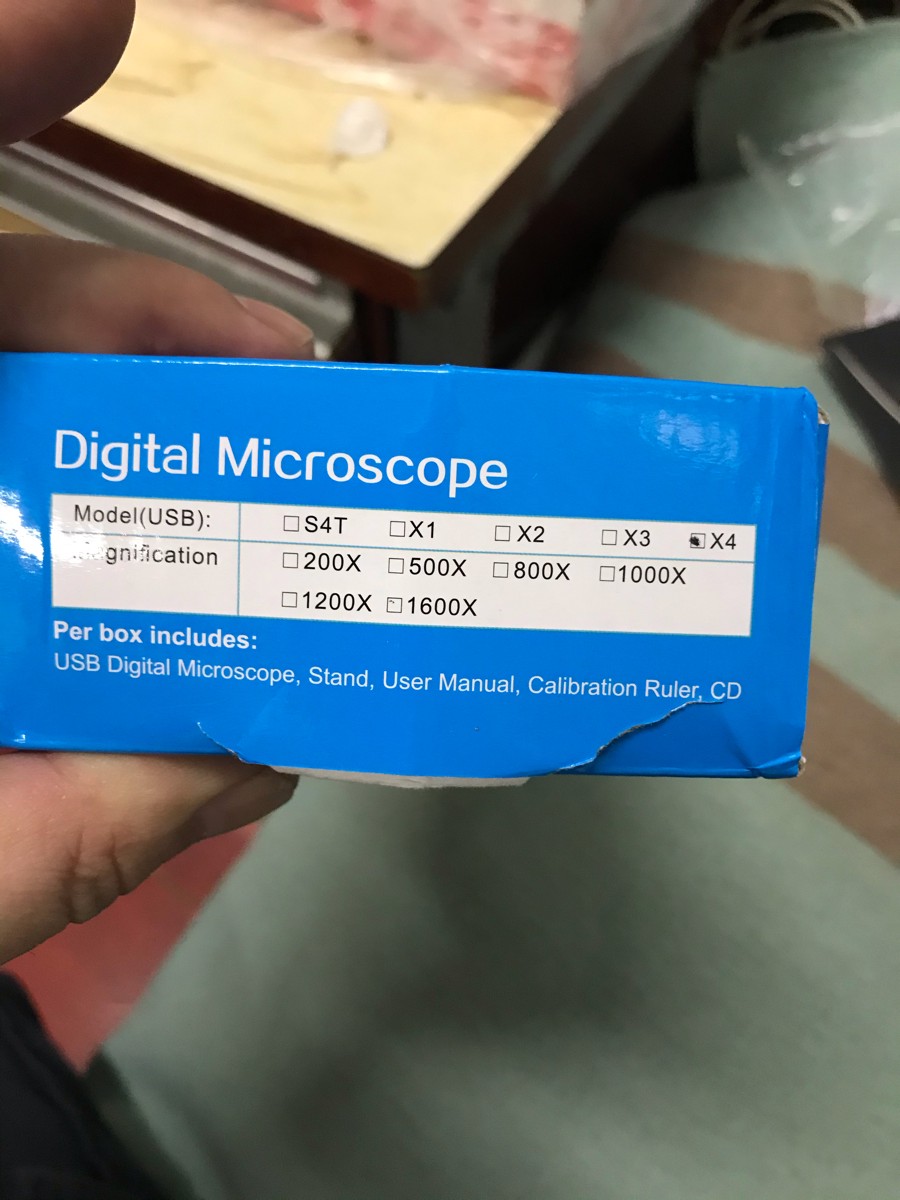 Digital Microscope
Model(USB): ☐S4T ☐X1 ☐X2 ☐X3 ☑X4
Magnification ☐200X ☐500X ☐800X ☐1000X
☐1200X ☐1600X
Per box includes:
USB Digital Microscope, Stand, User Manual, Calibration Ruler, CD